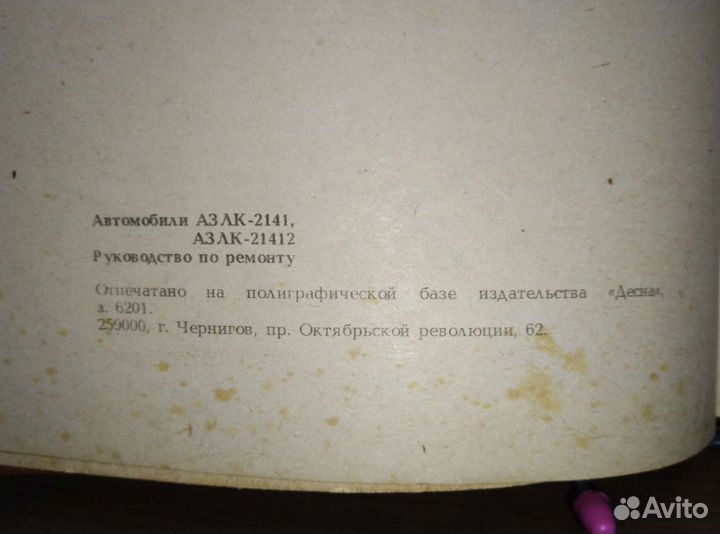 Автомобили АЗЛК-2141,
АЗЛК-21412
Руководство по ремонту
Отпечатано на полиграфической базе издательства «Десна»,
з. 6201.
250000, г. Чернигов, пр. Октябрьской революции, 62.
Avito